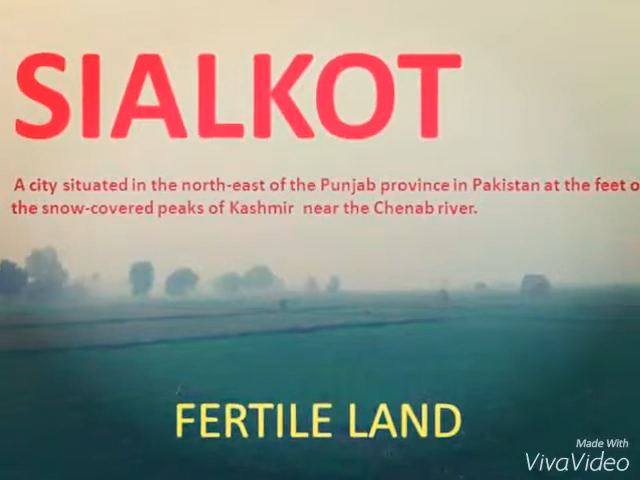 SIALKOT
A city situated in the north-east of the Punjab province in Pakistan at the feet o
the snow-covered peaks of Kashmir near the Chenab river.
FERTILE LAND
Made With
VivaVideo